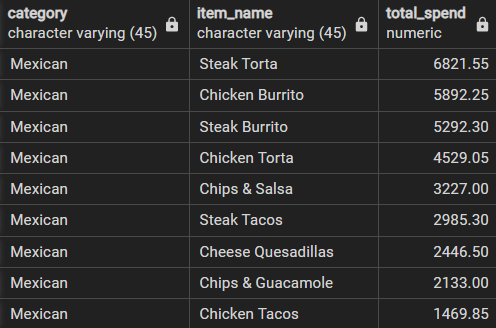 category item_name total_spend
character varying (45) character varying (45) numeric
Mexican Steak Torta 6821.55
Mexican Chicken Burrito 5892.25
Mexican Steak Burrito 5292.30
Mexican Chicken Torta 4529.05
Mexican Chips & Salsa 3227.00
Mexican Steak Tacos 2985.30
Mexican Cheese Quesadillas 2446.50
Mexican Chips & Guacamole 2133.00
Mexican Chicken Tacos 1469.85